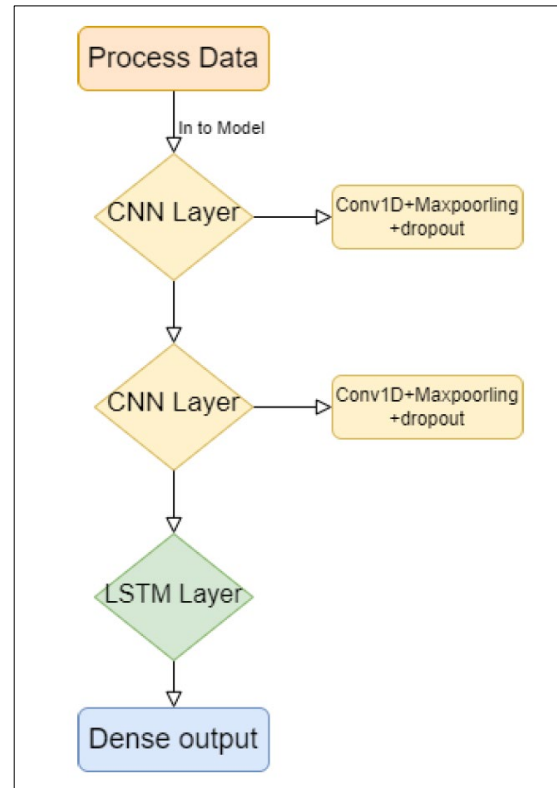 Process Data
In to Model
CNN Layer
Conv1D+Maxpoorling
+dropout
CNN Layer
Conv1D+Maxpoorling
+dropout
LSTM Layer
Dense output